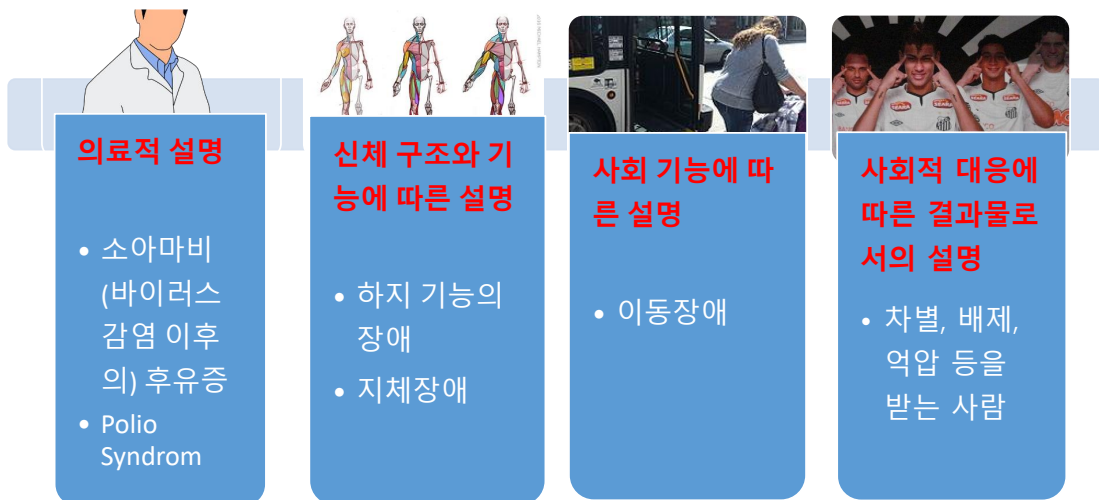 의료적 설명
• 소아마비
(바이러스
감염 이후
의) 후유증
• Polio
Syndrom
신체 구조와 기
능에 따른 설명
• 하지 기능의
장애
• 지체장애
사회 기능에 따
른 설명
• 이동장애
사회적 대응에
따른 결과물로
서의 설명
• 차별, 배제,
억압 등을
받는 사람
SEARA
SEARA
SEARA